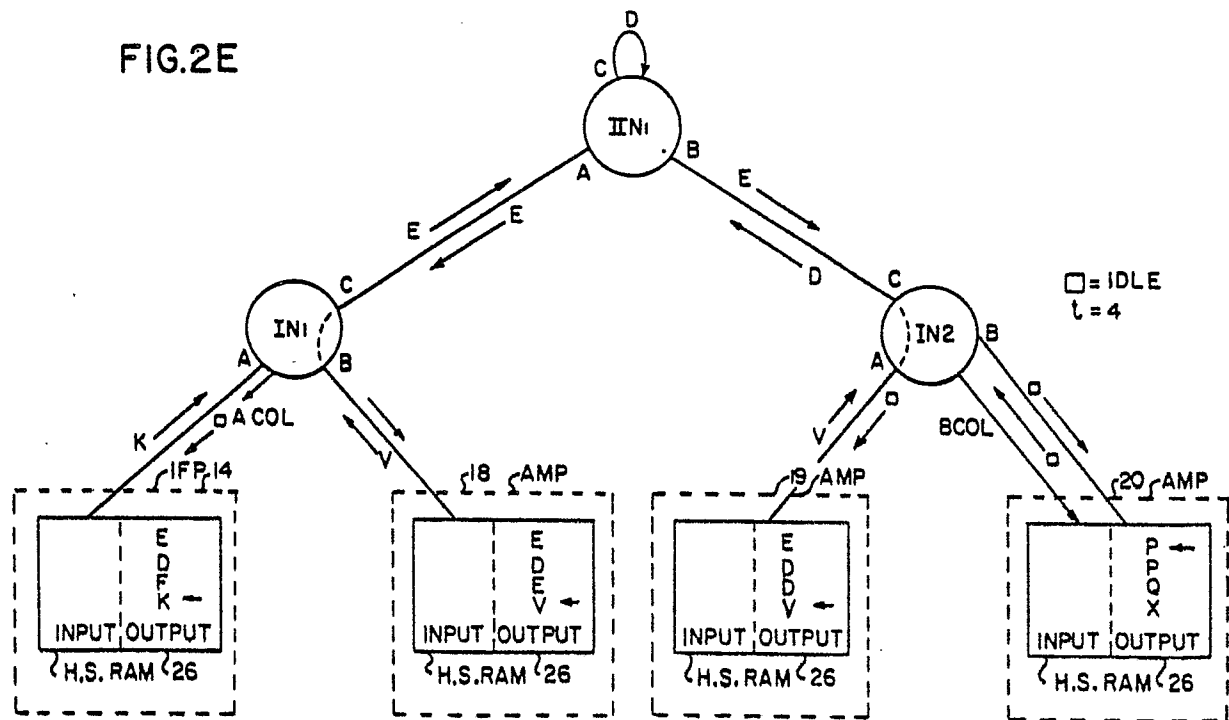 FIG.2E
D
C
IIN1
A
B
E
E
E
D
C
C
□ = IDLE
t = 4
IN1
IN2
A
B
A
B
□
A COL
K
V
V
□
BCOL
□
□
IFP 14
18 AMP
19 AMP
20 AMP
E
D
F
K
INPUT OUTPUT
H.S. RAM 26
E
D
E
V
INPUT OUTPUT
H.S. RAM 26
E
D
D
V
INPUT OUTPUT
H.S. RAM 26
P
P
Q
X
INPUT OUTPUT
H.S. RAM 26